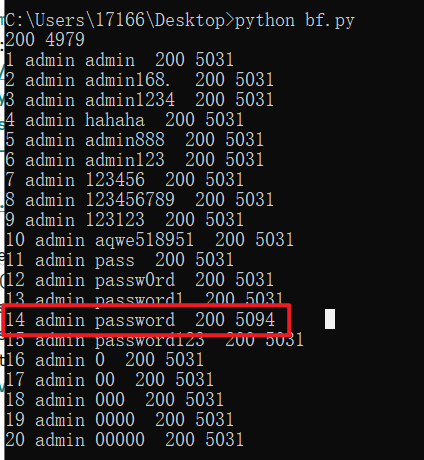 C:\Users\17166\Desktop>python bf.py
200 4979
1 admin admin  200 5031
2 admin admin168.  200 5031
3 admin admin1234  200 5031
4 admin hahaha  200 5031
5 admin admin888  200 5031
6 admin admin123  200 5031
7 admin 123456  200 5031
8 admin 123456789  200 5031
9 admin 123123  200 5031
10 admin aqwe518951  200 5031
11 admin pass  200 5031
12 admin passw0rd  200 5031
13 admin password1  200 5031
14 admin password  200 5094
15 admin password123  200 5031
16 admin 0  200 5031
17 admin 00  200 5031
18 admin 000  200 5031
19 admin 0000  200 5031
20 admin 00000  200 5031